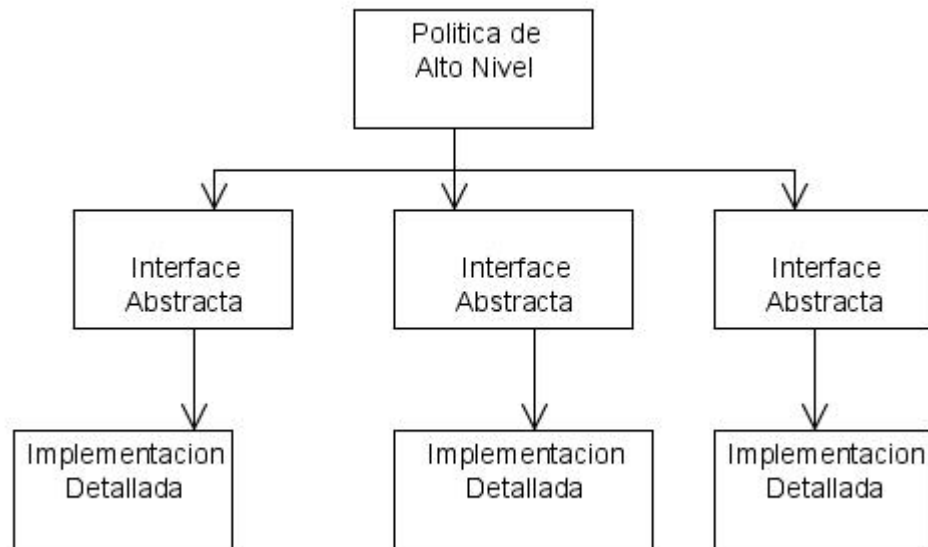 Politica de
Alto Nivel
Interface
Abstracta
Interface
Abstracta
Interface
Abstracta
Implementacion
Detallada
Implementacion
Detallada
Implementacion
Detallada